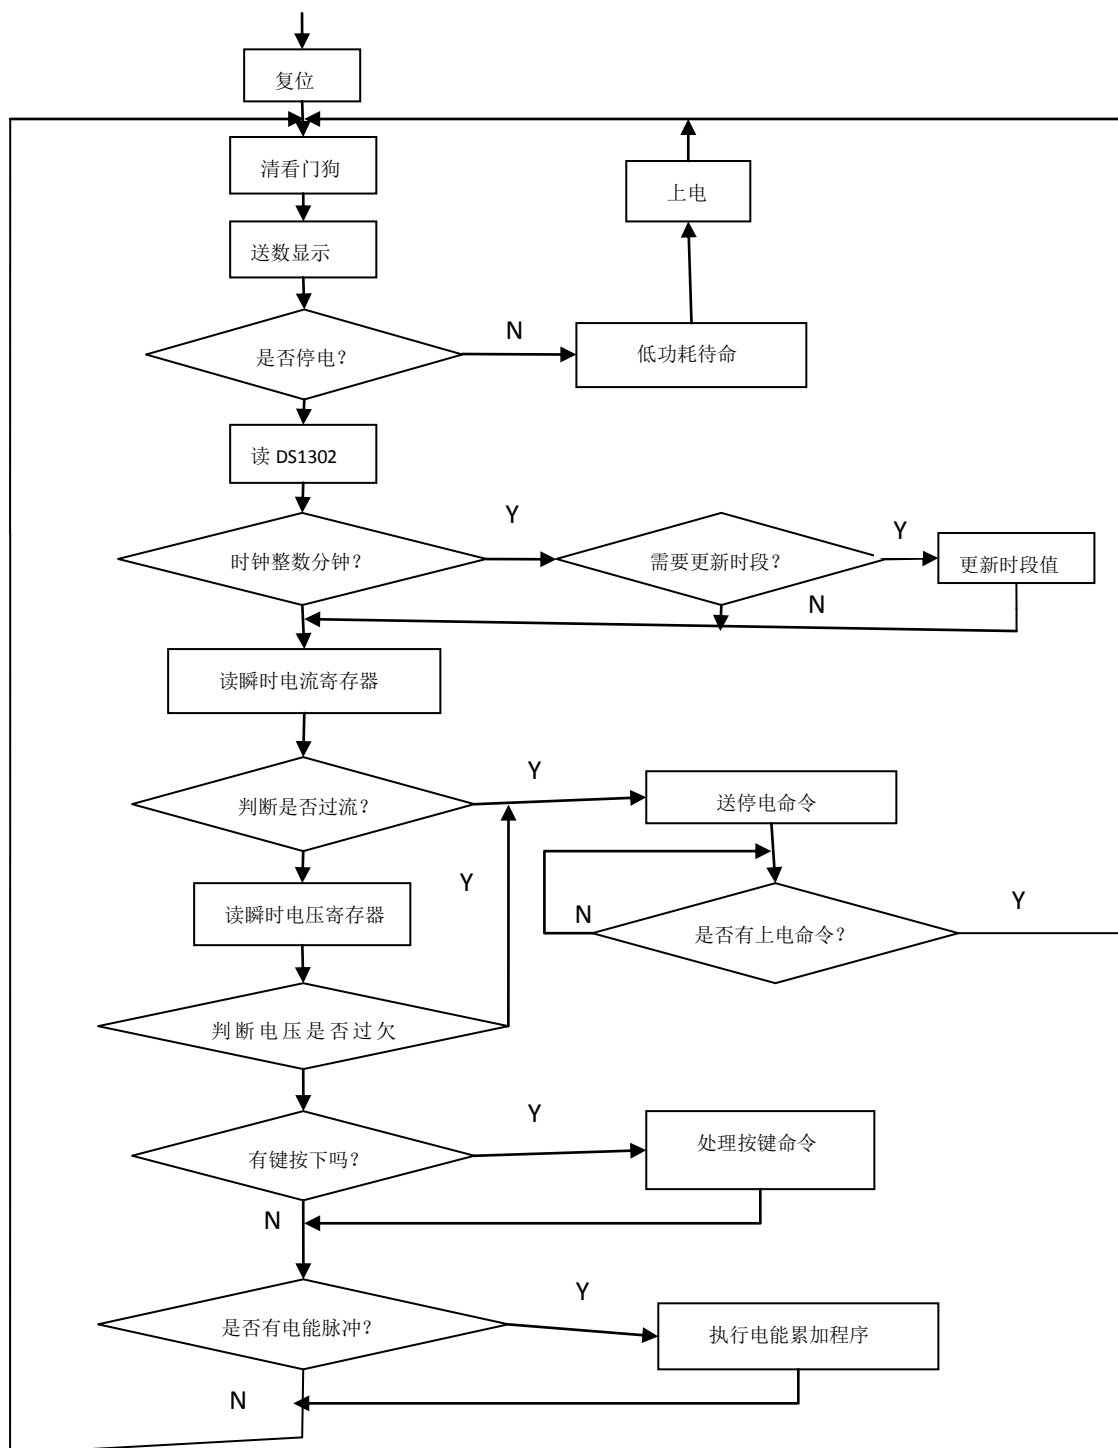 复位
清看门狗
上电
送数显示
N
是否停电？
低功耗待命
读 DS1302
Y
时钟整数分钟？
需要更新时段？
Y
更新时段值
N
读瞬时电流寄存器
Y
判断是否过流？
送停电命令
Y
读瞬时电压寄存器
N
是否有上电命令？
Y
判断电压是否过欠
Y
有键按下吗？
处理按键命令
N
Y
是否有电能脉冲？
执行电能累加程序
N